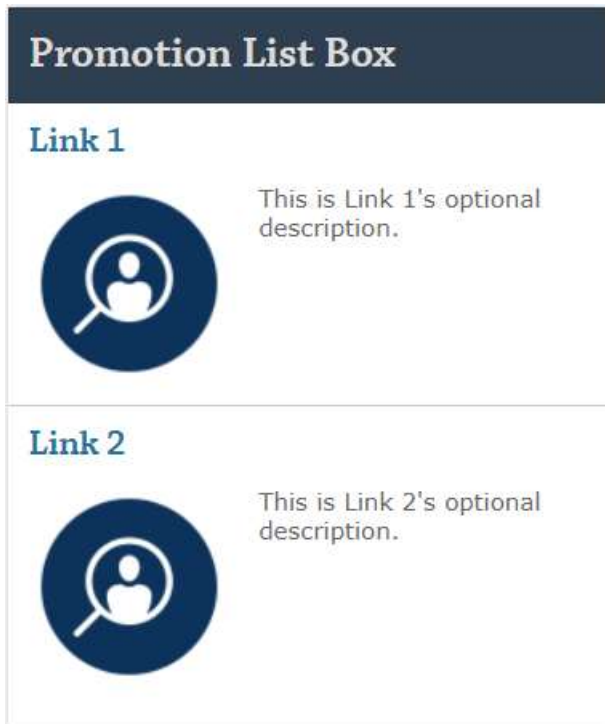 Promotion List Box
Link 1
This is Link 1's optional
description.
Link 2
This is Link 2's optional
description.